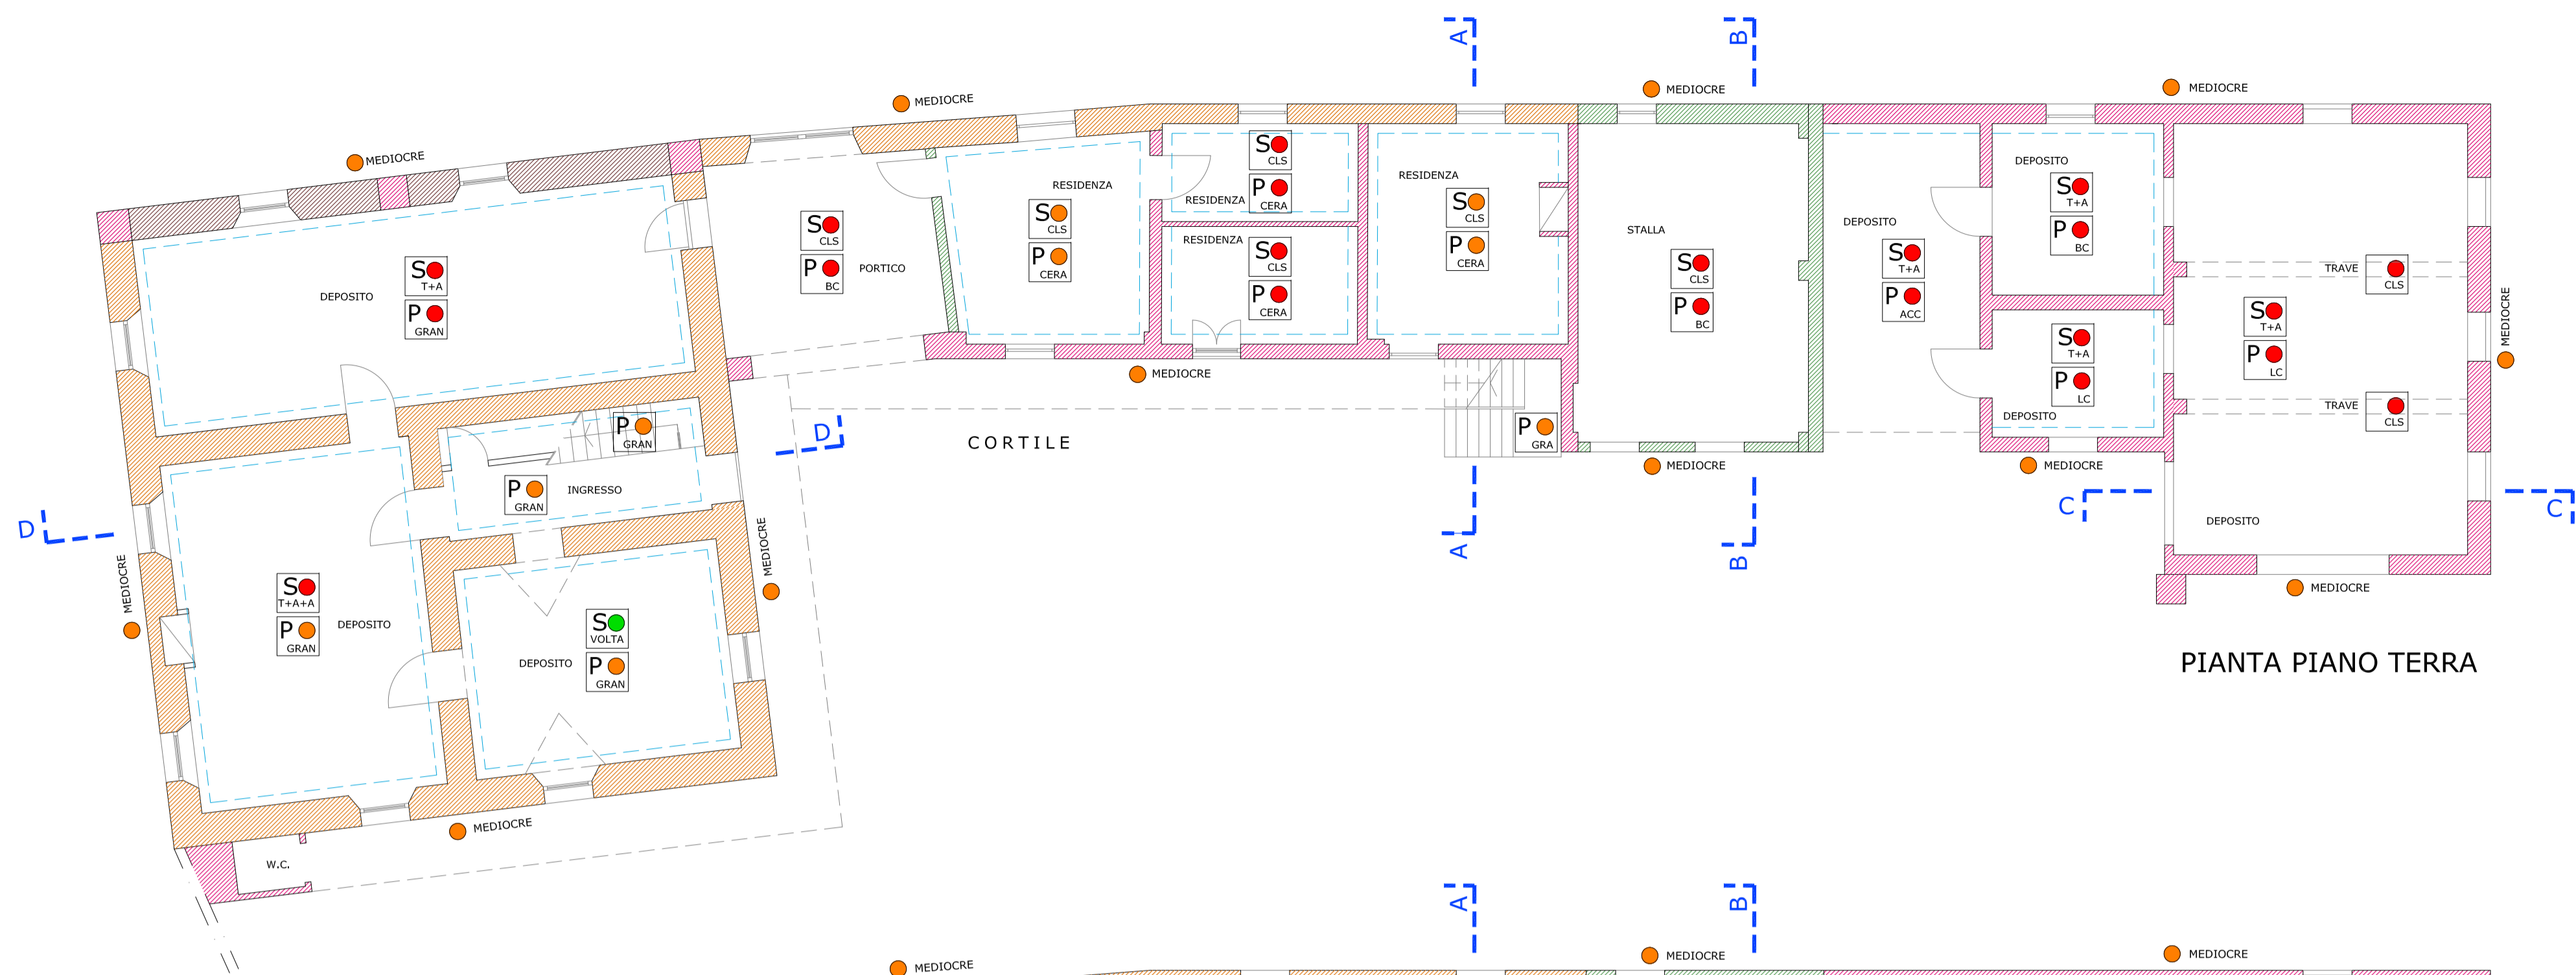 A
B
MEDIOCRE
MEDIOCRE
MEDIOCRE
MEDIOCRE
DEPOSITO
S
T+A
P
GRAN
S
CLS
P
BC
PORTICO
RESIDENZA
S
CLS
P
CERA
S
CLS
P
CERA
RESIDENZA
RESIDENZA
S
CLS
P
CERA
RESIDENZA
S
CLS
P
CERA
STALLA
S
CLS
P
BC
DEPOSITO
S
T+A
P
ACC
DEPOSITO
S
T+A
P
BC
S
T+A
P
LC
DEPOSITO
TRAVE
CLS
S
T+A
P
LC
TRAVE
CLS
MEDIOCRE
MEDIOCRE
CORTILE
P
GRA
MEDIOCRE
MEDIOCRE
DEPOSITO
C
C
A
B
MEDIOCRE
P
GRAN
D
P
GRAN
INGRESSO
D
MEDIOCRE
MEDIOCRE
S
T+A+A
P
GRAN
DEPOSITO
S
VOLTA
P
GRAN
DEPOSITO
PIANTA PIANO TERRA
MEDIOCRE
W.C.
A
B
MEDIOCRE
MEDIOCRE
MEDIOCRE